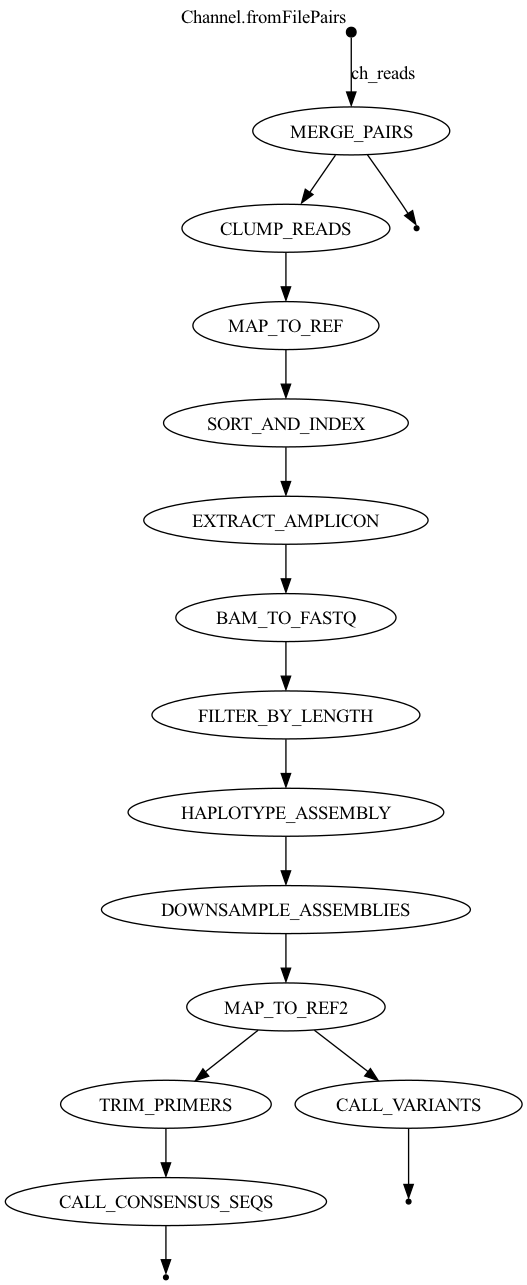 Channel.fromFilePairs
ch_reads
MERGE_PAIRS
CLUMP_READS
MAP_TO_REF
SORT_AND_INDEX
EXTRACT_AMPLICON
BAM_TO_FASTQ
FILTER_BY_LENGTH
HAPLOTYPE_ASSEMBLY
DOWNSAMPLE_ASSEMBLIES
MAP_TO_REF2
TRIM_PRIMERS
CALL_VARIANTS
CALL_CONSENSUS_SEQS